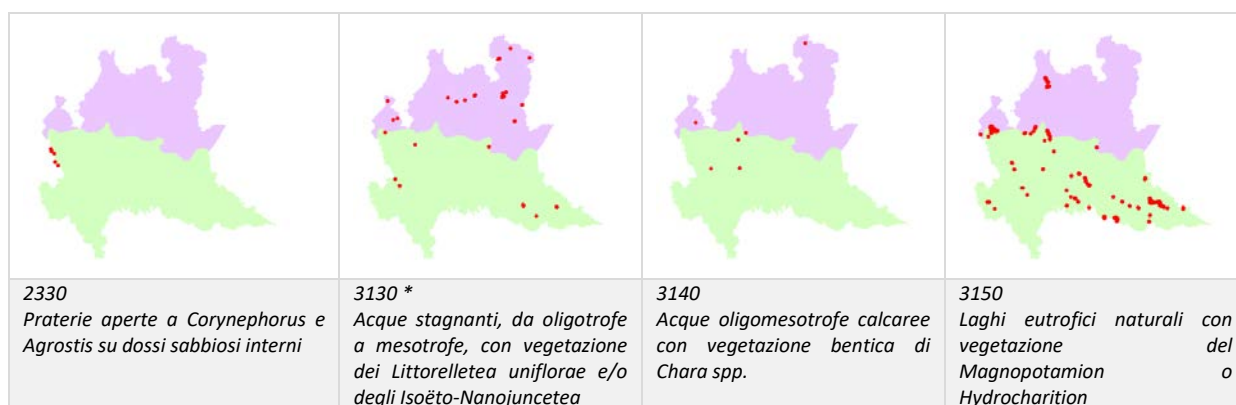 2330
Praterie aperte a Corynephorus e
Agrostis su dossi sabbiosi interni
3130 *
Acque stagnanti, da oligotrofe
a mesotrofe, con vegetazione
dei Littorelletea uniflorae e/o
degli Isoëto-Nanojuncetea
3140
Acque oligomesotrofe calcaree
con vegetazione bentica di
Chara spp.
3150
Laghi eutrofici naturali con
vegetazione del
Magnopotamion o
Hydrocharition